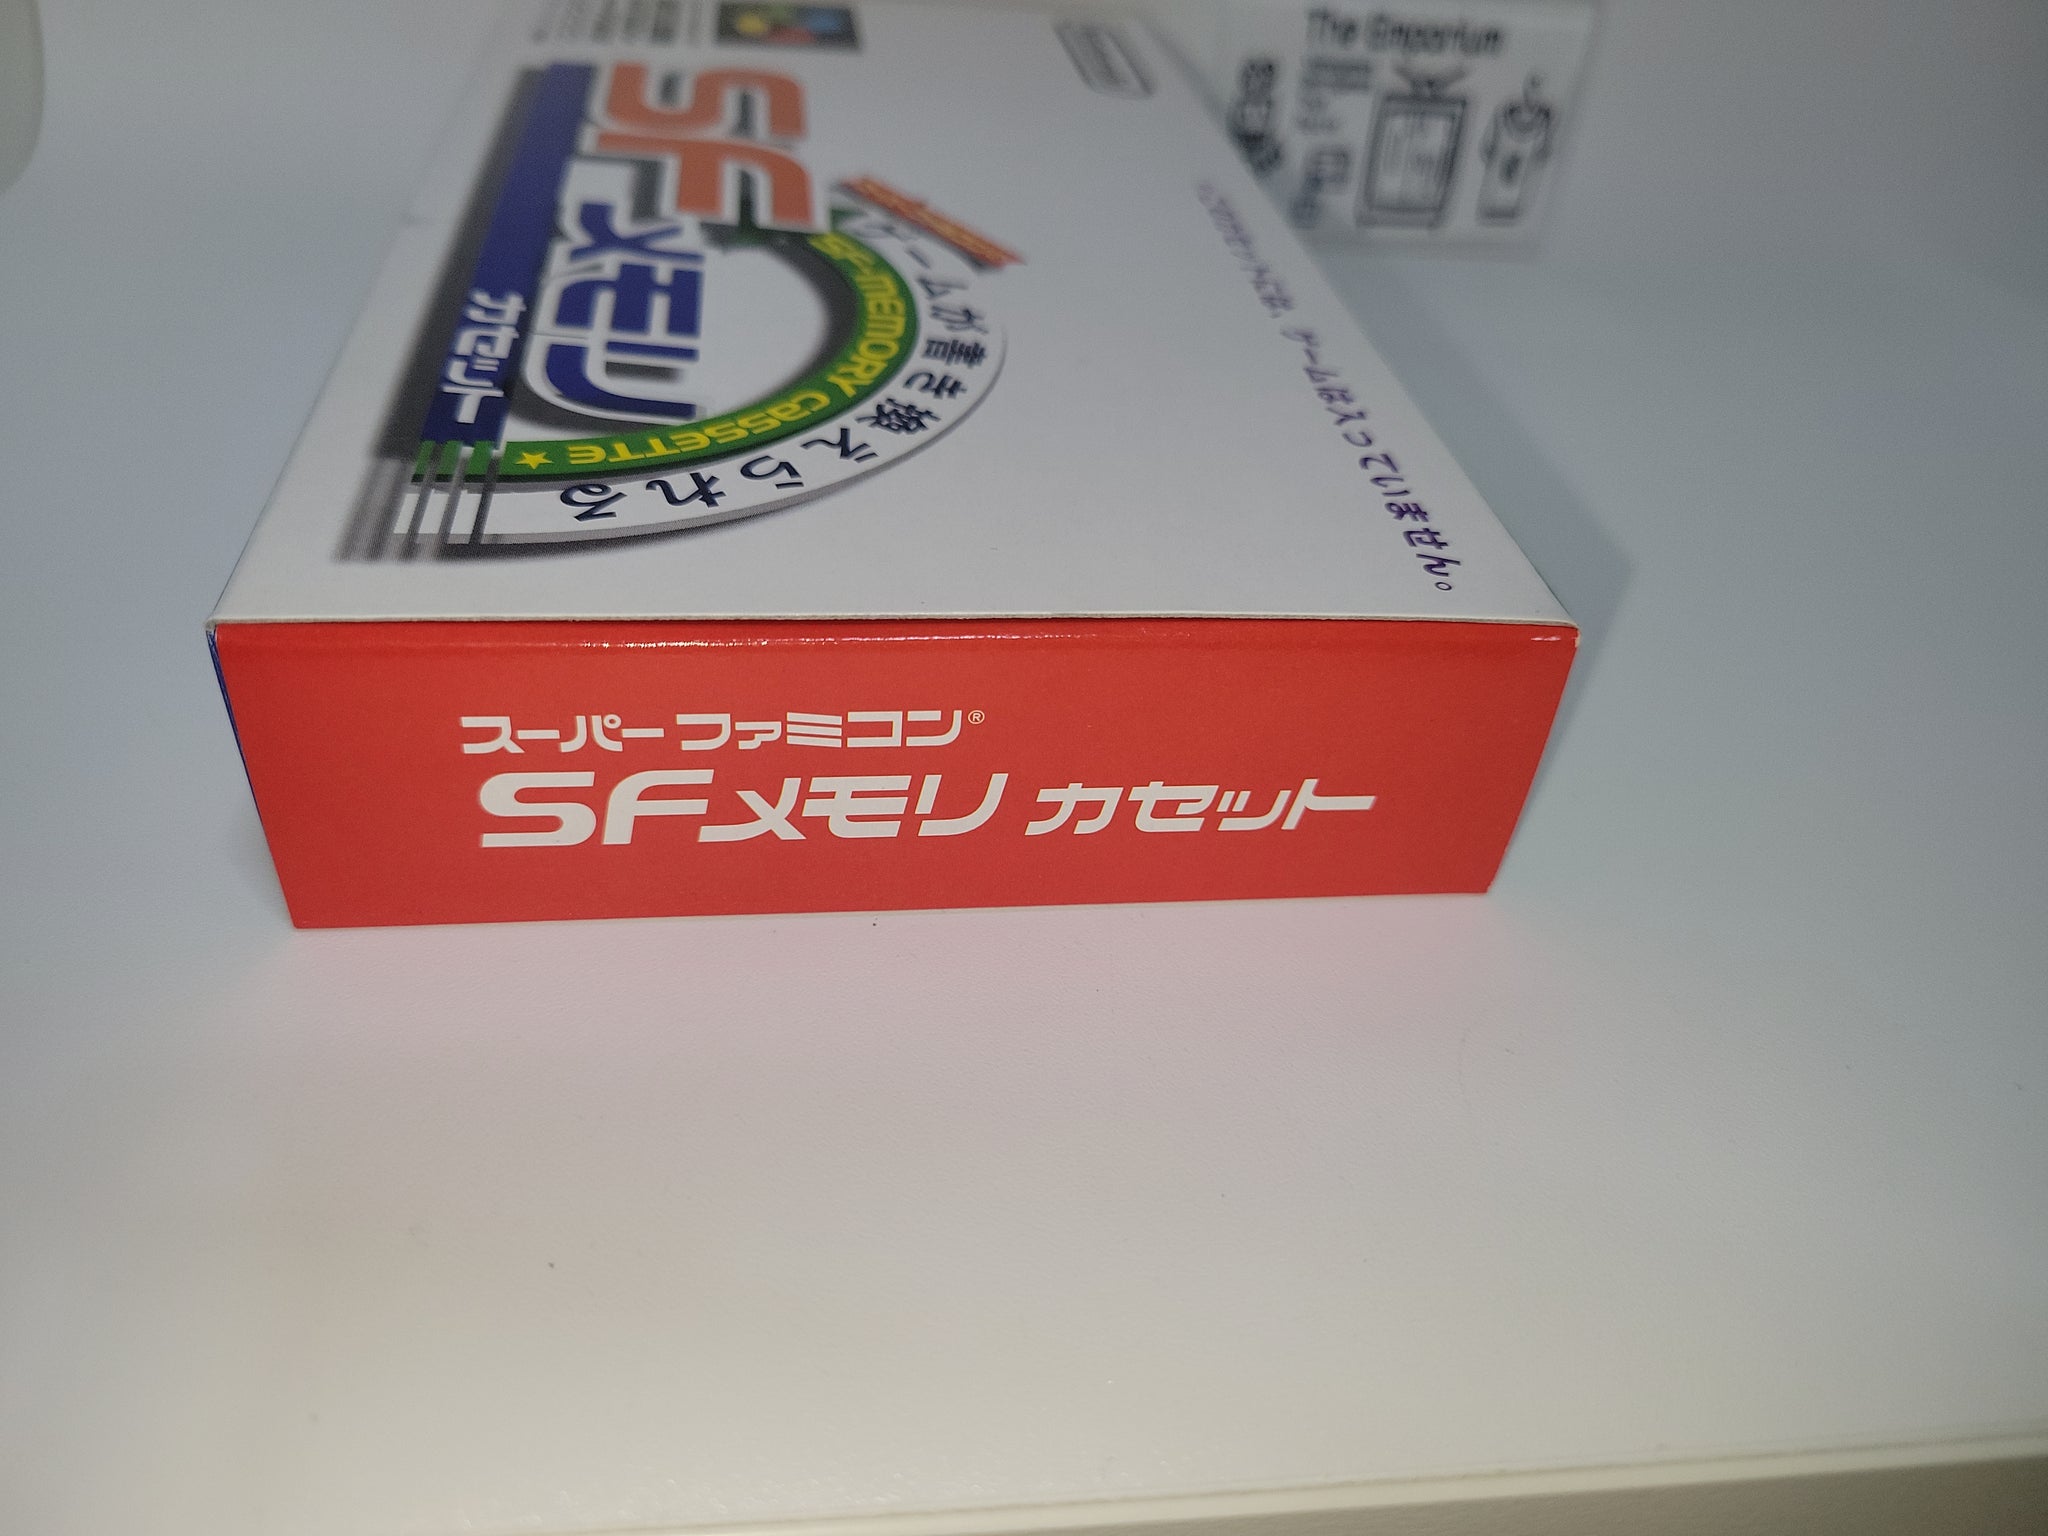 SFメモリ
カセット
SF-MEMORY CASSETTE ★
ゲームが書き換えられる
ゲームは入っていません。
スーパーファミコン®
SFメモリ カセット
The Emporium